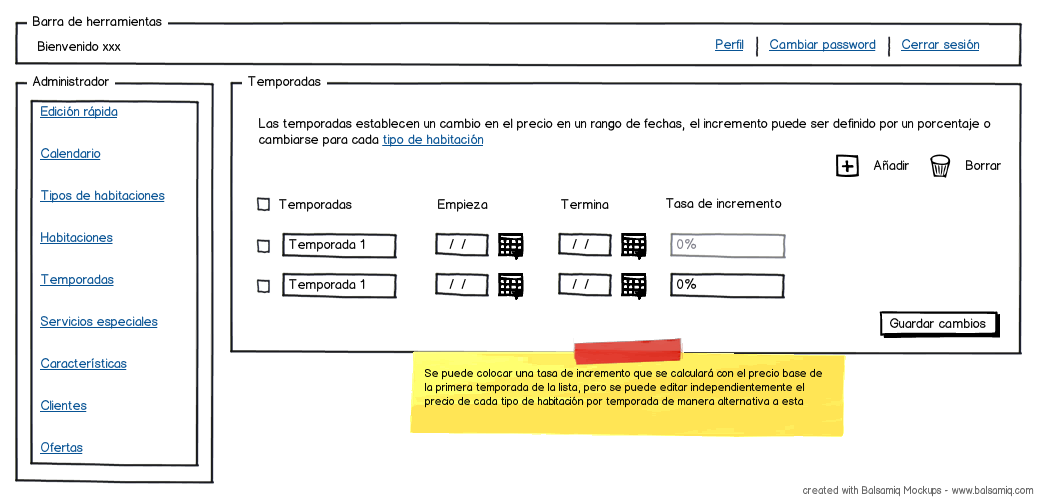 Barra de herramientas
Bienvenido xxx
Perfil
Cambiar password
Cerrar sesión
Administrador
Edición rápida
Calendario
Tipos de habitaciones
Habitaciones
Temporadas
Servicios especiales
Características
Clientes
Ofertas
Temporadas
Las temporadas establecen un cambio en el precio en un rango de fechas, el incremento puede ser definido por un porcentaje o
cambiarse para cada tipo de habitación
Añadir
Borrar
Temporadas Empieza Termina Tasa de incremento
Temporada 1 / / / / 0%
Temporada 1 / / / / 0%
Guardar cambios
Se puede colocar una tasa de incremento que se calculará con el precio base de
la primera temporada de la lista, pero se puede editar independientemente el
precio de cada tipo de habitación por temporada de manera alternativa a esta
created with Balsamiq Mockups - www.balsamiq.com